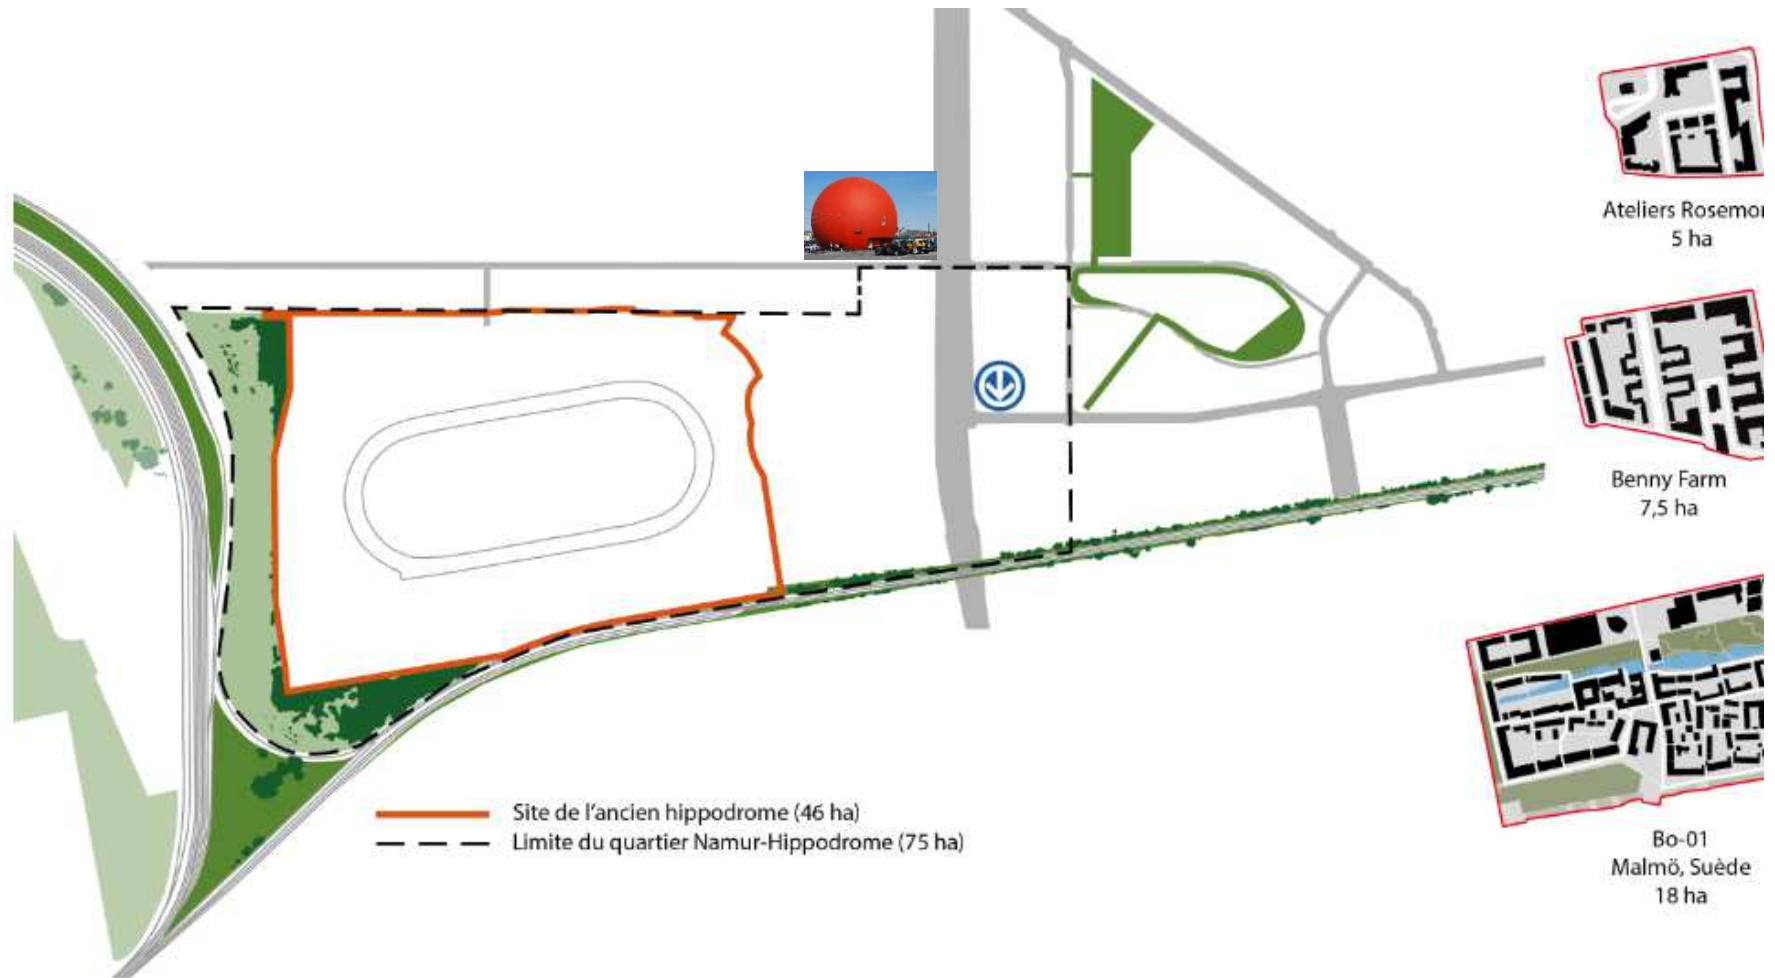 Ateliers Rosemon
5 ha
Benny Farm
7,5 ha
Site de l'ancien hippodrome (46 ha)
Limite du quartier Namur-Hippodrome (75 ha)
Bo-01
Malmö, Suède
18 ha